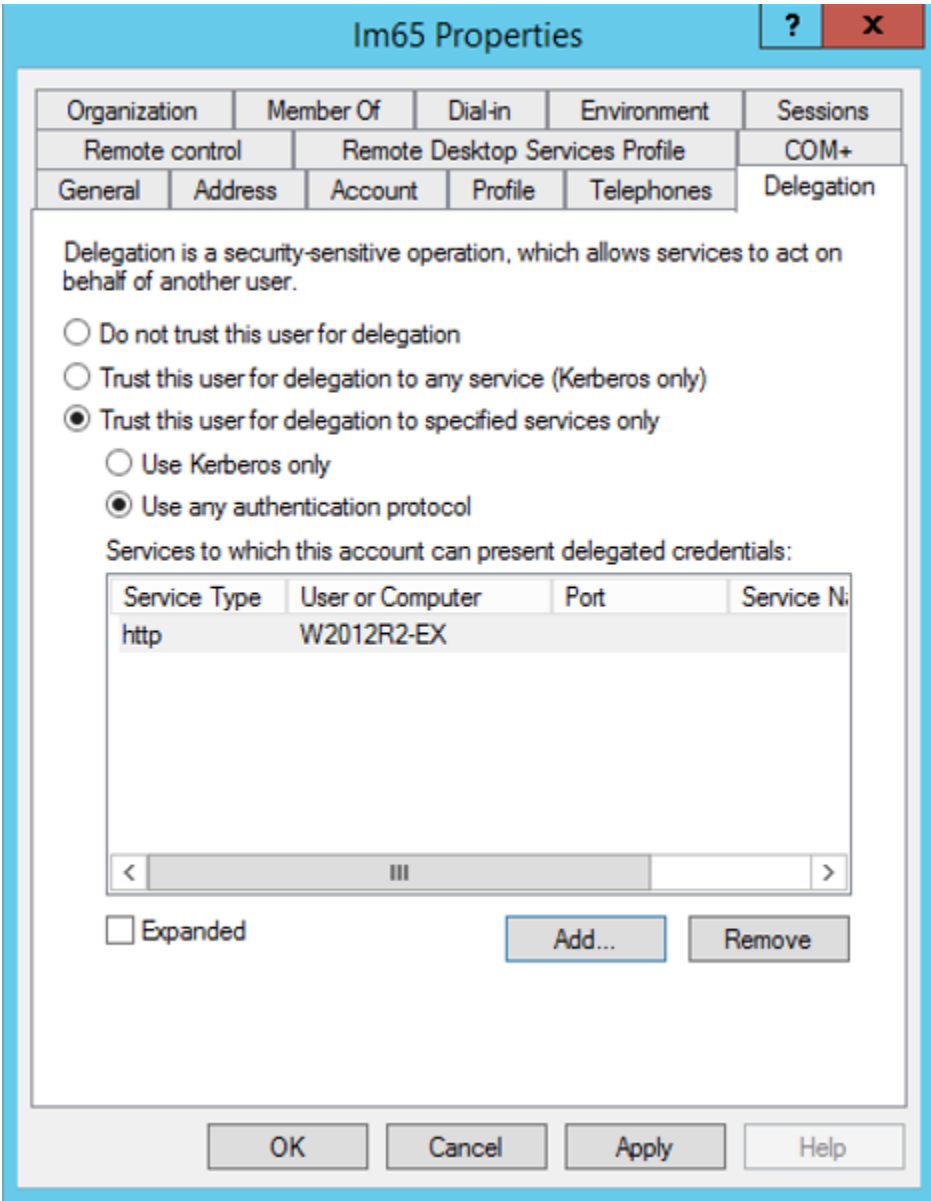 Im65 Properties
?
x
Organization
Member Of
Dial-in
Environment
Sessions
Remote control
Remote Desktop Services Profile
COM+
General
Address
Account
Profile
Telephones
Delegation
Delegation is a security-sensitive operation, which allows services to act on
behalf of another user.
Do not trust this user for delegation
Trust this user for delegation to any service (Kerberos only)
Trust this user for delegation to specified services only
Use Kerberos only
Use any authentication protocol
Services to which this account can present delegated credentials:
Service Type
User or Computer
Port
Service Na
http
W2012R2-EX
Expanded
Add...
Remove
OK
Cancel
Apply
Help